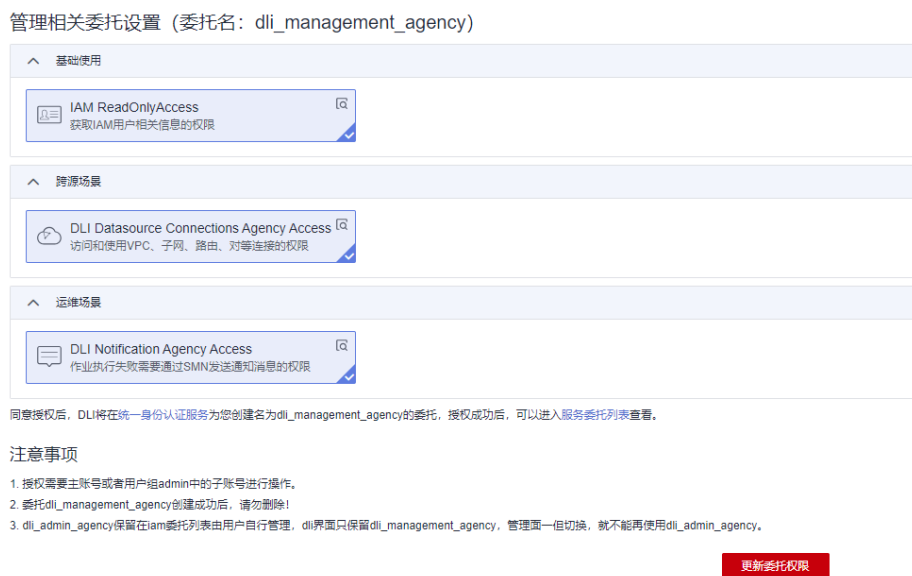 管理相关委托设置（委托名：dli_management_agency）
基础使用
IAM ReadOnlyAccess
获取IAM用户相关信息的权限
跨源场景
DLI Datasource Connections Agency Access
访问和使用VPC、子网、路由、对等连接的权限
运维场景
DLI Notification Agency Access
作业执行失败需要通过SMN发送通知消息的权限
同意授权后，DLI将在统一身份认证服务为您创建名为dli_management_agency的委托，授权成功后，可以进入服务委托列表查看。
注意事项
1. 授权需要主账号或者用户组admin中的子账号进行操作。
2. 委托dli_management_agency创建成功后，请勿删除！
3. dli_admin_agency保留在iam委托列表由用户自行管理，dli界面只保留dli_management_agency，管理面一但切换，就不能再使用dli_admin_agency。
更新委托权限